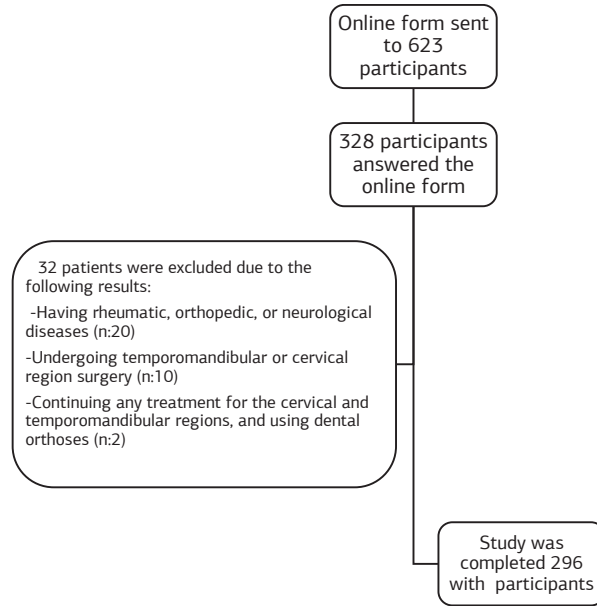 Online form sent
to 623
participants
328 participants
answered the
online form
32 patients were excluded due to the
following results:
-Having rheumatic, orthopedic, or neurological
diseases (n:20)
-Undergoing temporomandibular or cervical
region surgery (n:10)
-Continuing any treatment for the cervical and
temporomandibular regions, and using dental
orthoses (n:2)
Study was
completed 296
with participants